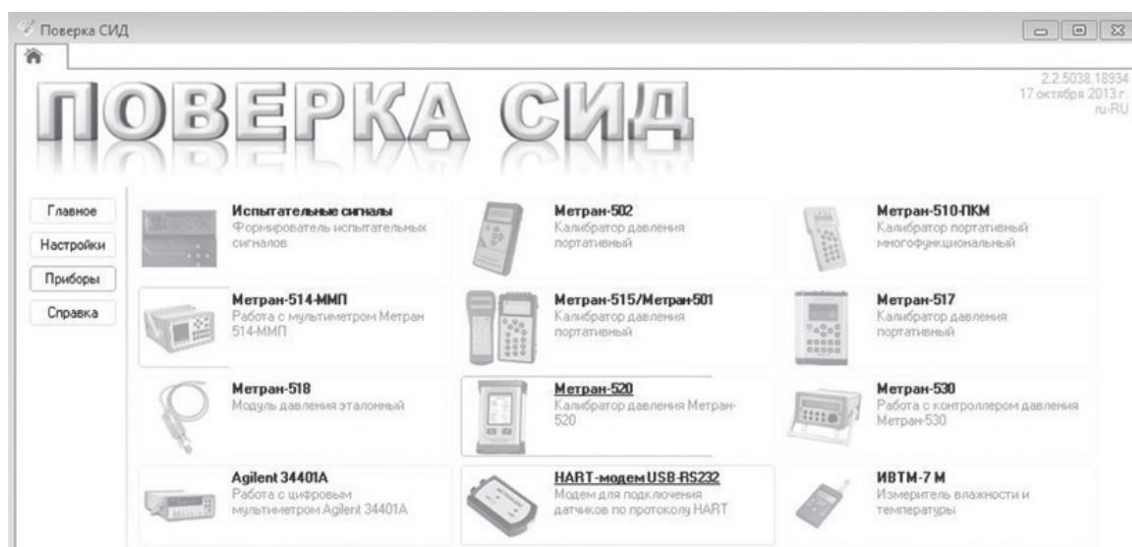 Поверка СИД
ПОВЕРКА СИД
2.2.5038.18934
17 октября 2013 г.
ru-RU
Главное
Настройки
Приборы
Справка
Испытательные сигналы
Формирователь испытательных
сигналов
Метран-502
Калибратор давления
портативный
Метран-510-ПКМ
Калибратор портативный
многофункциональный
Метран-514-ММП
Работа с мультиметром Метран
514-ММП
Метран-515/Метран-501
Калибратор давления
портативный
Метран-517
Калибратор давления
портативный
Метран-518
Модуль давления эталонный
Метран-520
Калибратор давления Метран-
520
Метран-530
Работа с контроллером давления
Метран-530
Agilent 34401A
Работа с цифровым
мультиметром Agilent 34401A
HART-модем USB-RS232
Модем для подключения
датчиков по протоколу HART
ИВТМ-7 М
Измеритель влажности и
температуры